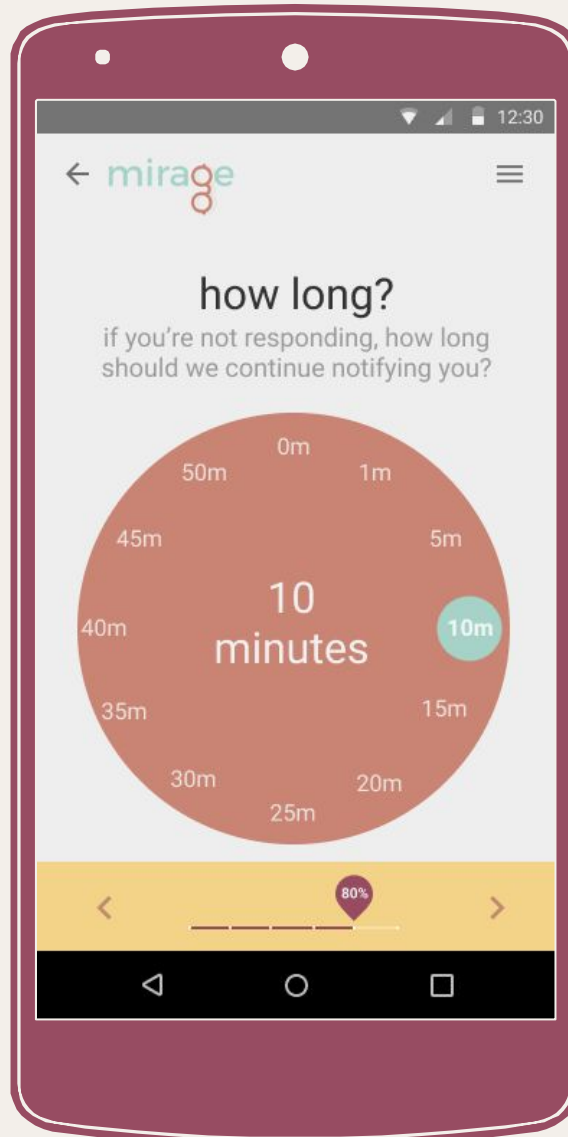 12:30
mirage
how long?
if you're not responding, how long
should we continue notifying you?
0m
50m
1m
45m
5m
10
minutes
40m
10m
35m
15m
30m
20m
25m
80%